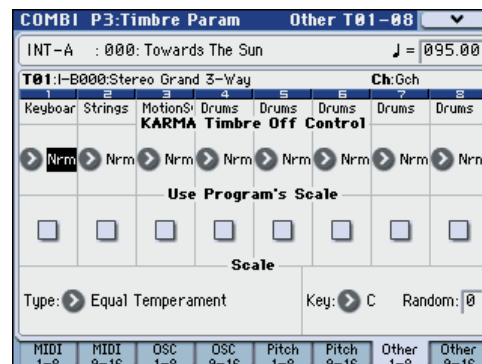 COMBI P3:Timbre Param Other T01-08
INT-A : 000: Towards The Sun ♩= 095.00
T01:I-B000:Stereo Grand 3-Way Ch:Gch
1 2 3 4 5 6 7 8
Keyboar Strings MotionS Drums Drums Drums Drums Drums
KARMA Timbre Off Control
Nrm Nrm Nrm Nrm Nrm Nrm Nrm Nrm
Use Program's Scale
Scale
Type: Equal Temperament Key: C Random: 0
MIDI MIDI OSC OSC Pitch Pitch Other Other
1-8 9-16 1-8 9-16 1-8 9-16 1-8 9-16